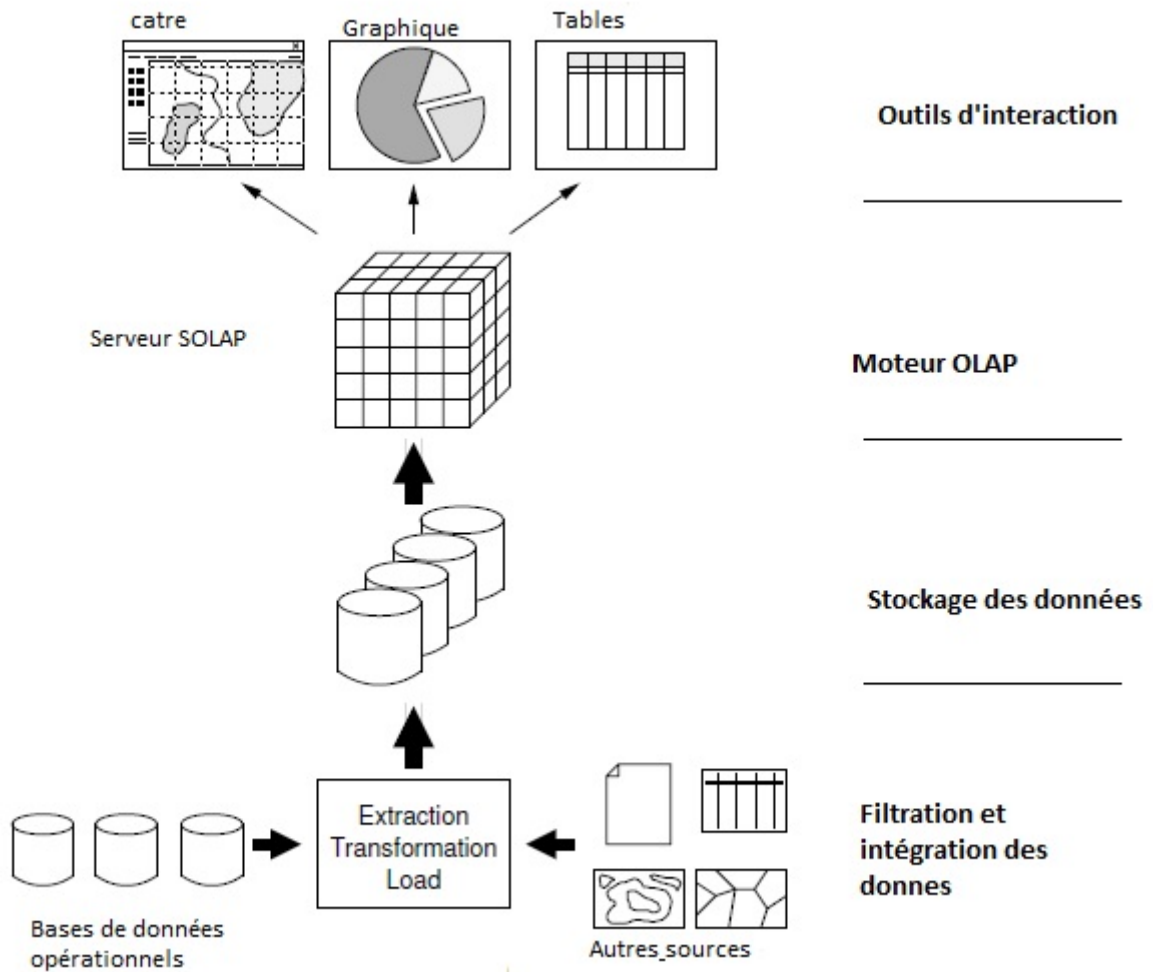 catre
Graphique
Tables
Outils d'interaction
Serveur SOLAP
Moteur OLAP
Stockage des données
Extraction
Transformation
Load
Filtration et
intégration des
donnes
Bases de données
opérationnels
Autres_sources